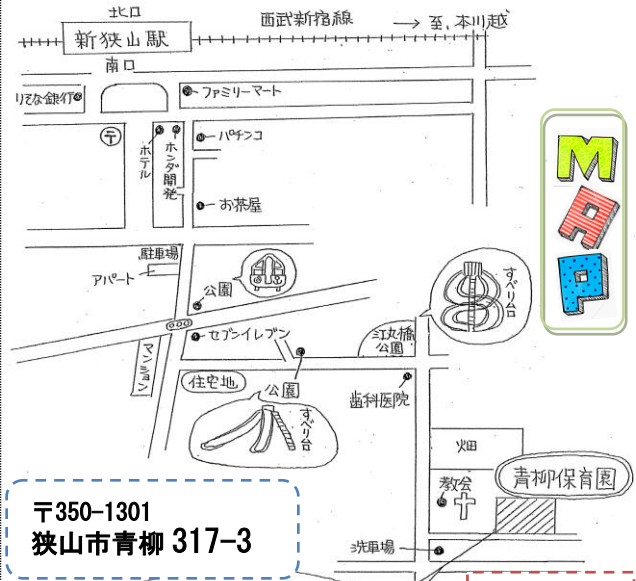 北口
西武新宿線
至、本川越
新狭山駅
南口
りそな銀行
ファミリーマート
〒
ホテル
ホンダ開発
パチンコ
お茶屋
MAP
駐車場
アパート
公園
すべり山
セブンイレブン
江丸橋
公園
マンション
住宅地
公園
すべり台
歯科医院
畑
教会
青柳保育園
洗車場
〒350-1301
狭山市青柳 317-3